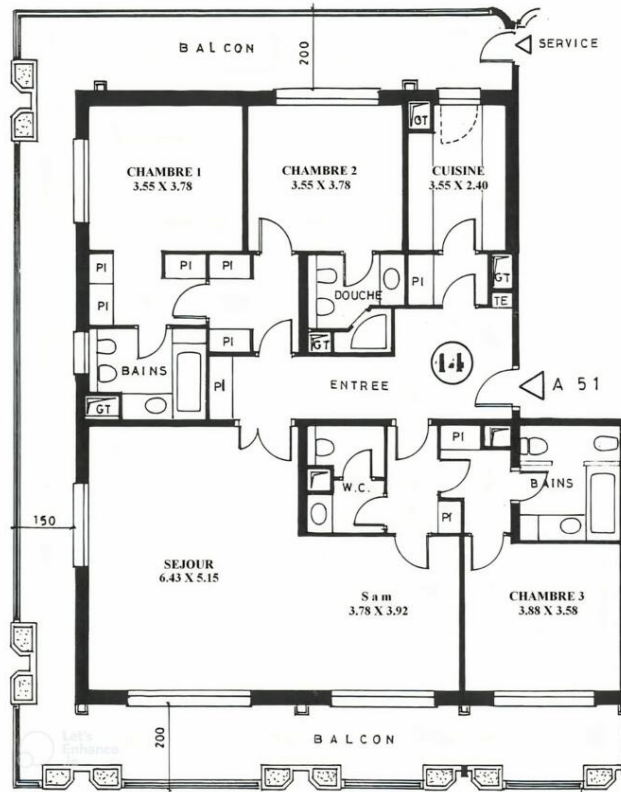 BALCON
200
SERVICE
GT
CHAMBRE 1
3.55 X 3.78
CHAMBRE 2
3.55 X 3.78
CUISINE
3.55 X 2.40
PI
PI
PI
PI
GT
PI
DOUCHE
TE
PI
GT
BAINS
PI
ENTREE
14
A 51
GT
PI
W.C.
BAINS
PI
150
SEJOUR
6.43 X 5.15
S a m
3.78 X 3.92
CHAMBRE 3
3.88 X 3.58
200
BALCON
Let's
Enhance